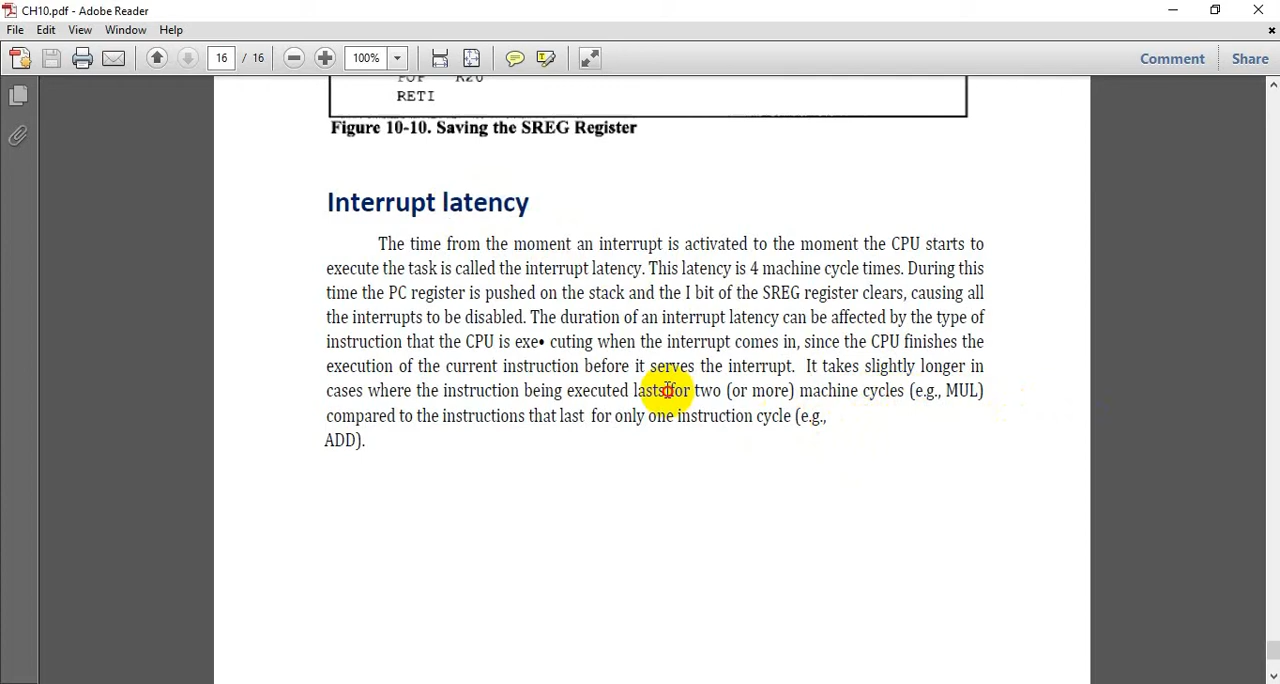 CH10.pdf - Adobe Reader
File Edit View Window Help
16 / 16 100% Comment Share
RETI
Figure 10-10. Saving the SREG Register
Interrupt latency
The time from the moment an interrupt is activated to the moment the CPU starts to
execute the task is called the interrupt latency. This latency is 4 machine cycle times. During this
time the PC register is pushed on the stack and the I bit of the SREG register clears, causing all
the interrupts to be disabled. The duration of an interrupt latency can be affected by the type of
instruction that the CPU is exe• cuting when the interrupt comes in, since the CPU finishes the
execution of the current instruction before it serves the interrupt. It takes slightly longer in
cases where the instruction being executed lasts for two (or more) machine cycles (e.g., MUL)
compared to the instructions that last for only one instruction cycle (e.g.,
ADD).